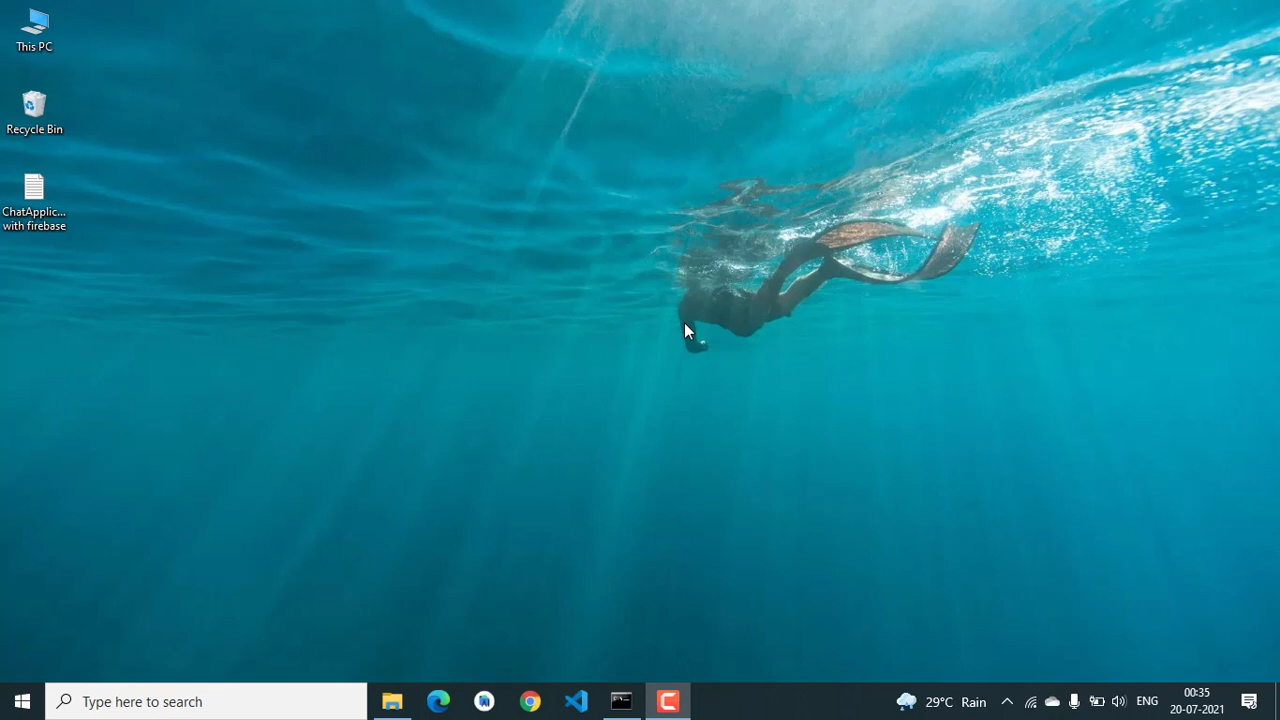 This PC
Recycle Bin
ChatApplic...
with firebase
Type here to search
29°C Rain
ENG
00:35
20-07-2021